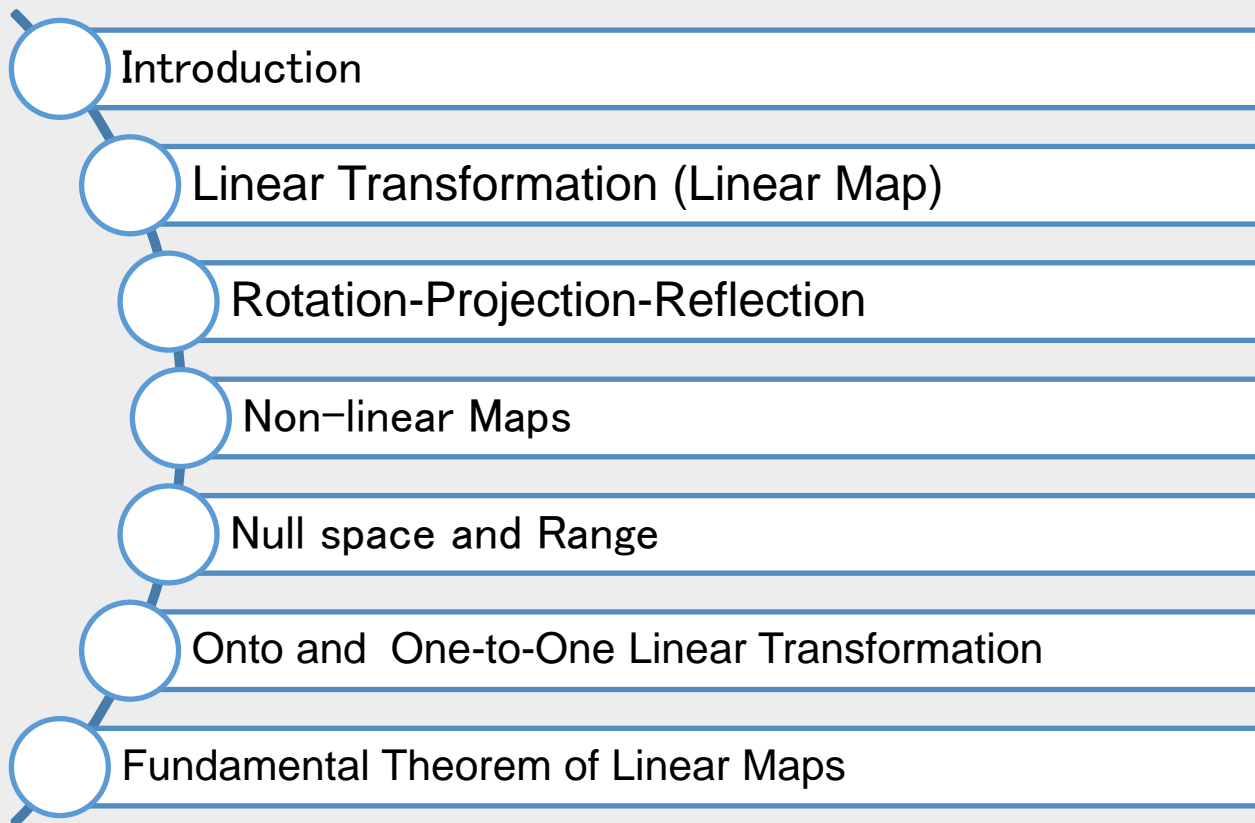 Introduction
Linear Transformation (Linear Map)
Rotation-Projection-Reflection
Non-linear Maps
Null space and Range
Onto and  One-to-One Linear Transformation
Fundamental Theorem of Linear Maps